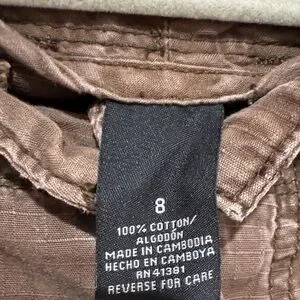 8
100% COTTON/
ALGODÓN
MADE IN CAMBODIA
HECHO EN CAMBOYA
RN 41381
REVERSE FOR CARE